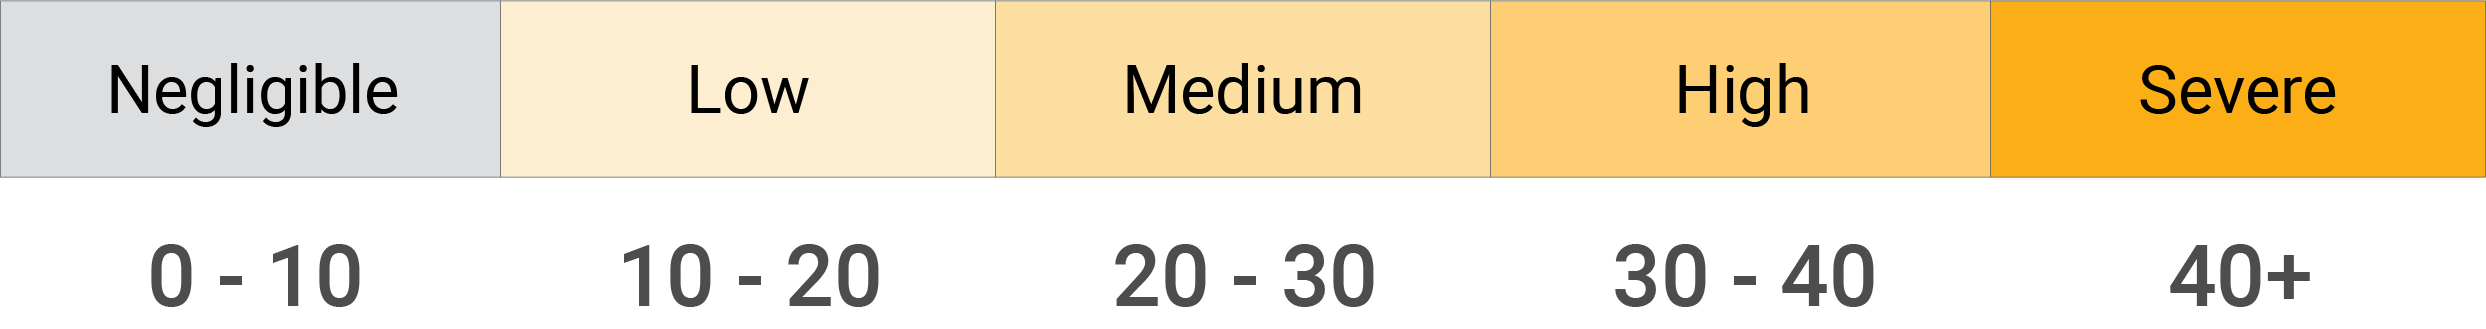 Negligible Low Medium High Severe
0 - 10 10 - 20 20 - 30 30 - 40 40+